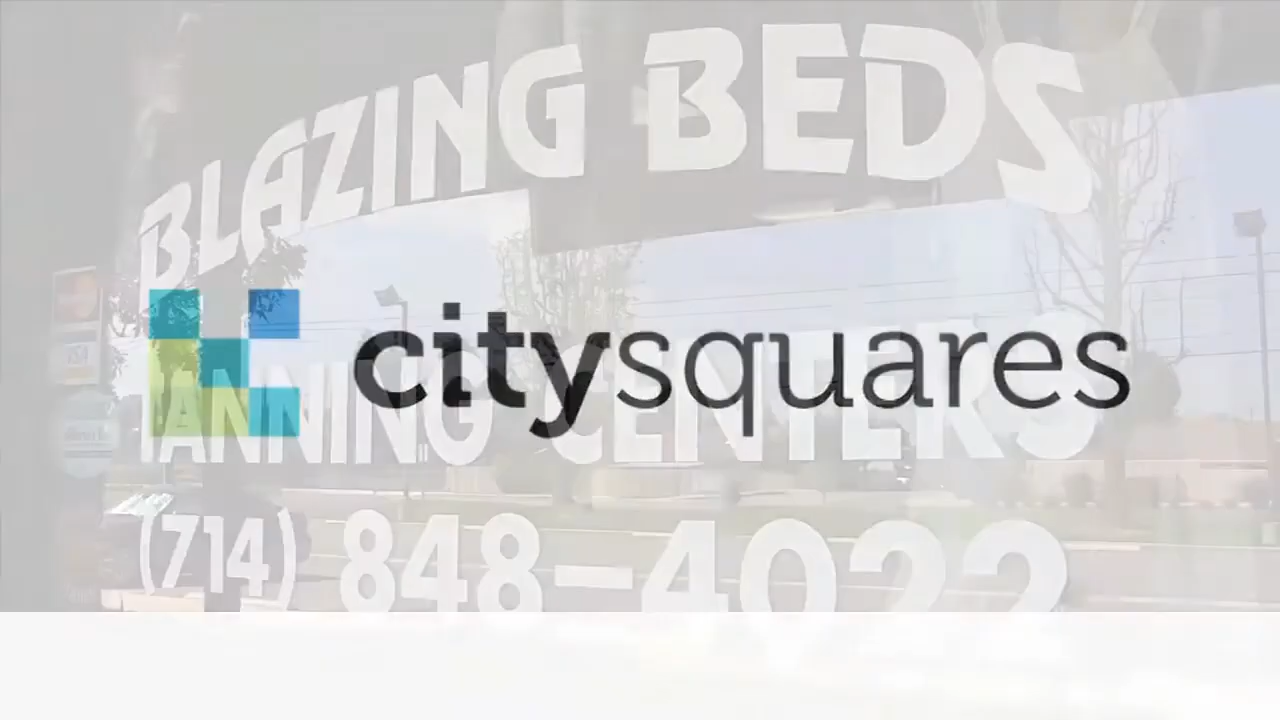 BLAZING BEDS
citysquares
TANNING CENTERS
(714) 848-4022